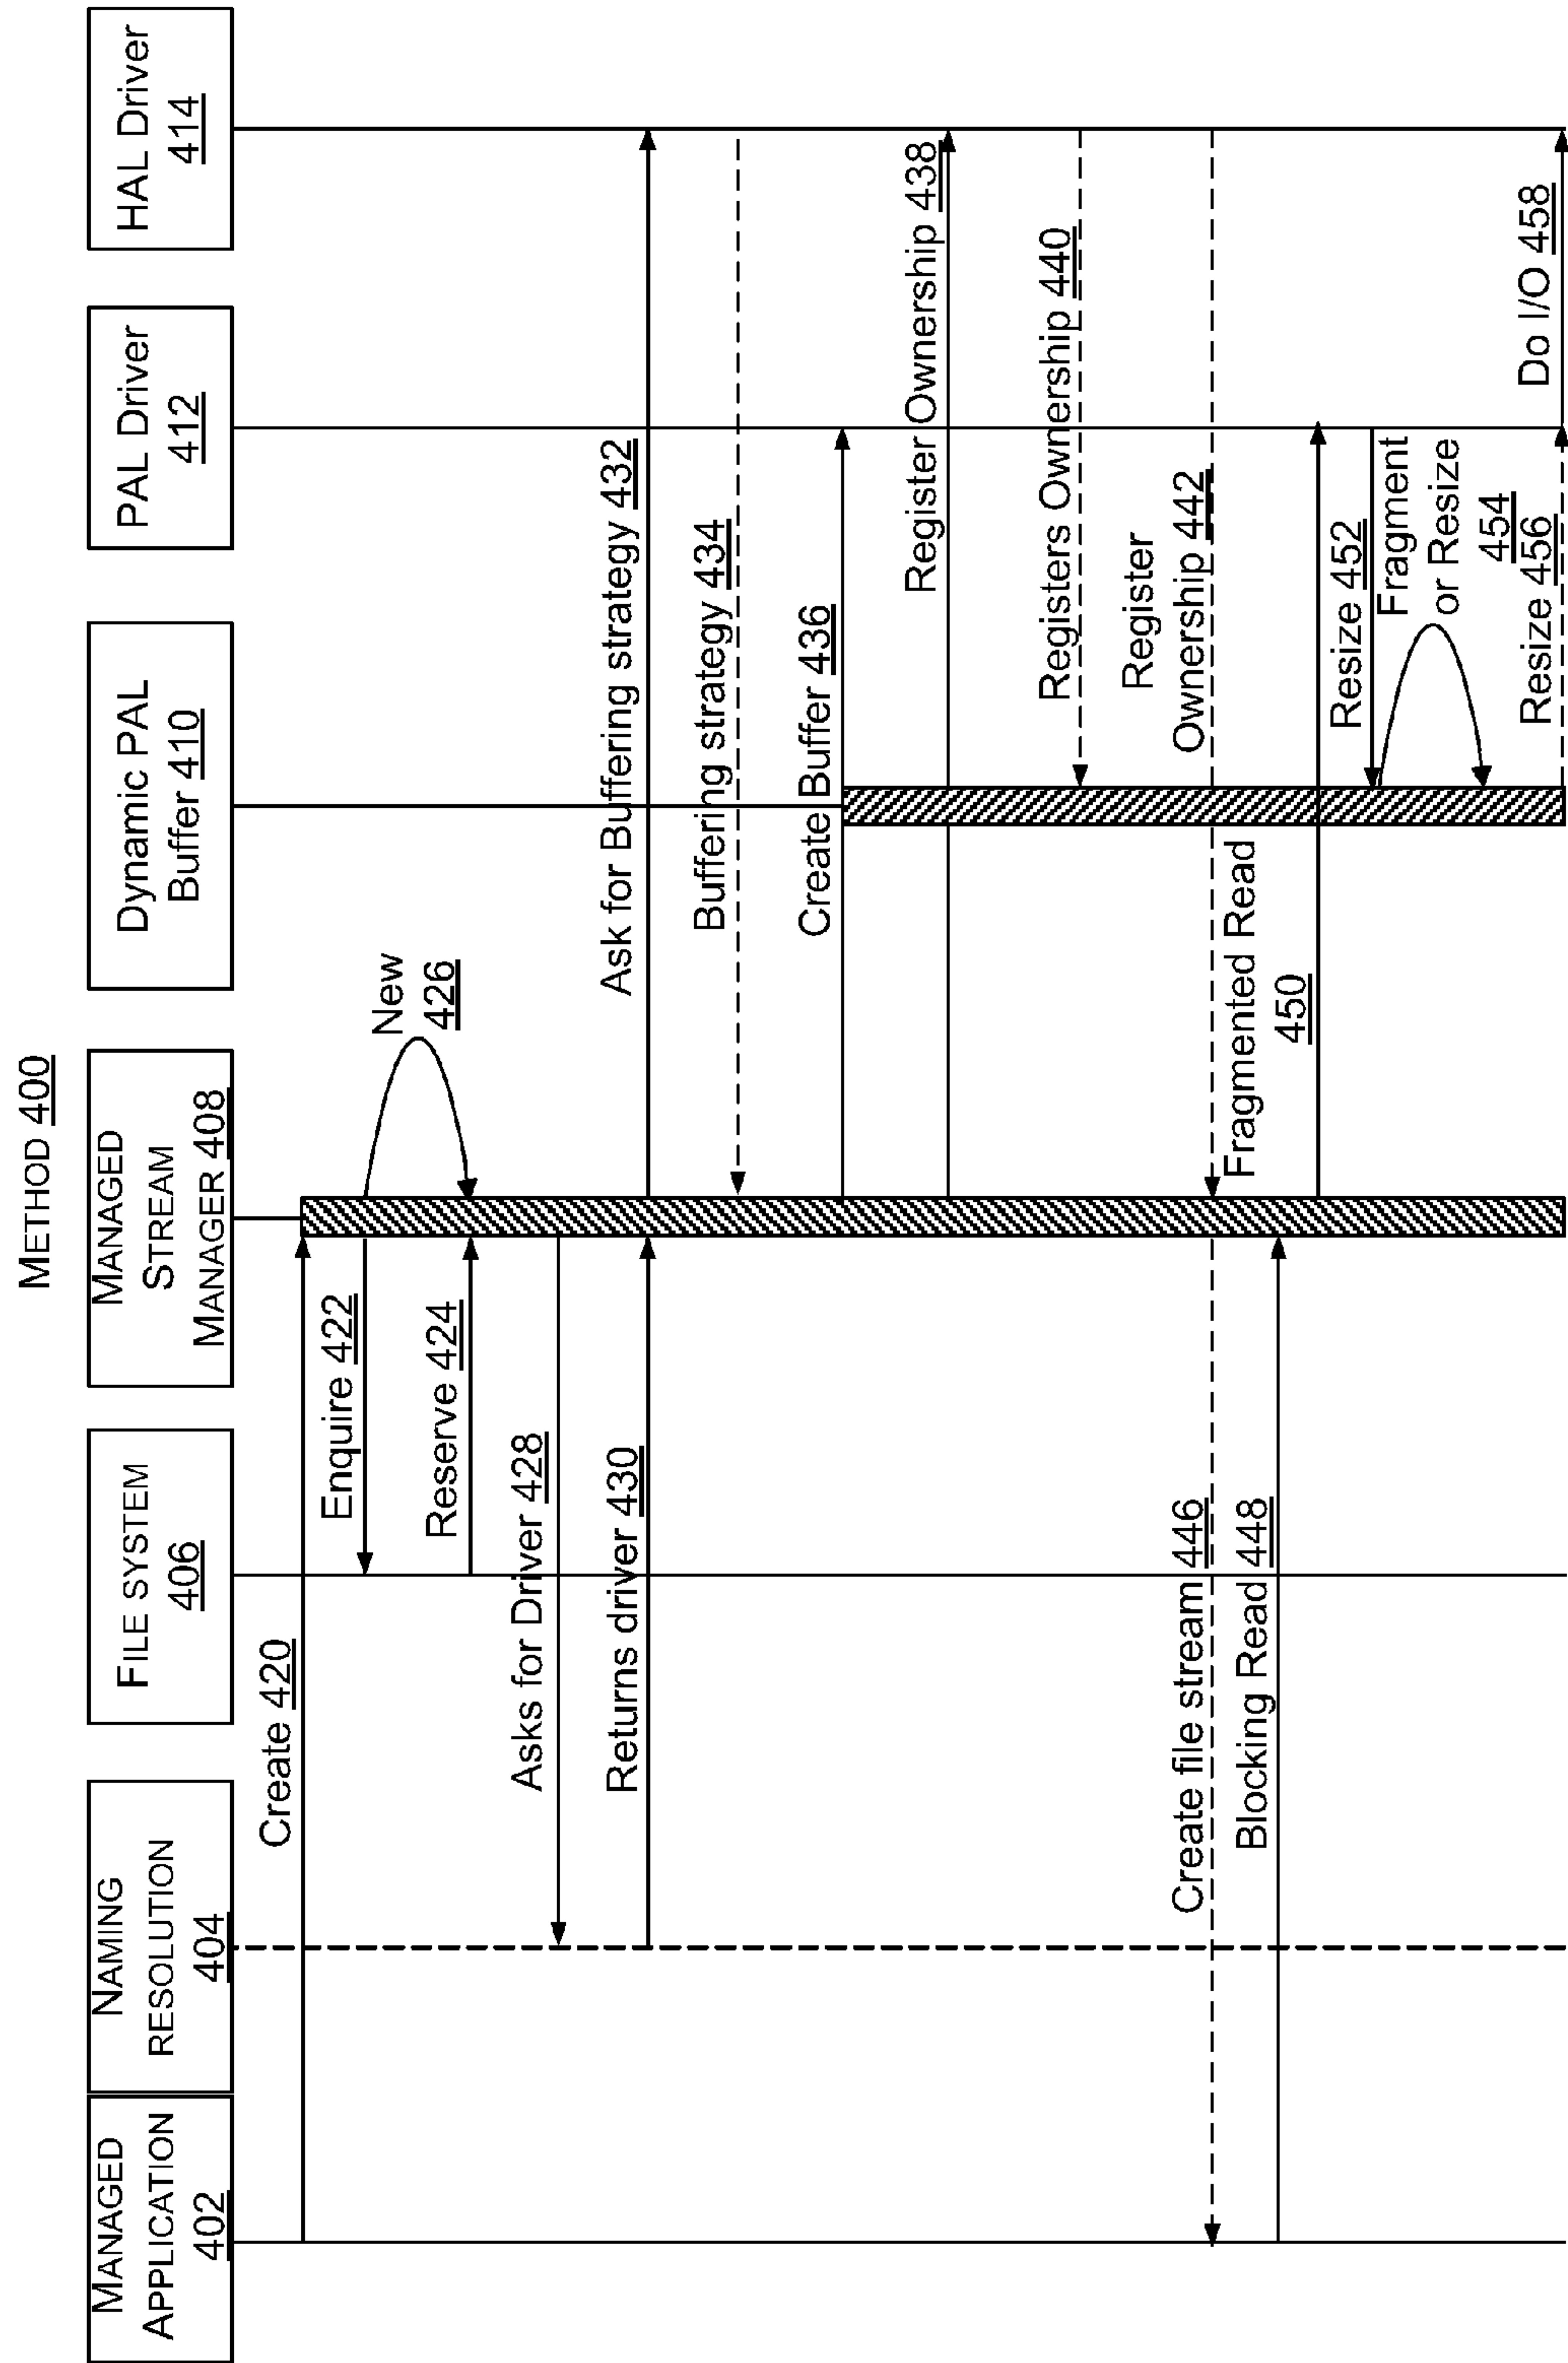 METHOD 400
MANAGED
APPLICATION
402
NAMING
RESOLUTION
404
FILE SYSTEM
406
MANAGED
STREAM
MANAGER 408
Dynamic PAL
Buffer 410
PAL Driver
412
HAL Driver
414
Create 420
Enquire 422
New
426
Reserve 424
Asks for Driver 428
Returns driver 430
Ask for Buffering strategy 432
Buffering strategy 434
Create Buffer 436
Register Ownership 438
Registers Ownership 440
Register
Ownership 442
Create file stream 446
Blocking Read 448
Fragmented Read
450
Resize 452
Fragment
or Resize
454
Resize 456
Do I/O 458